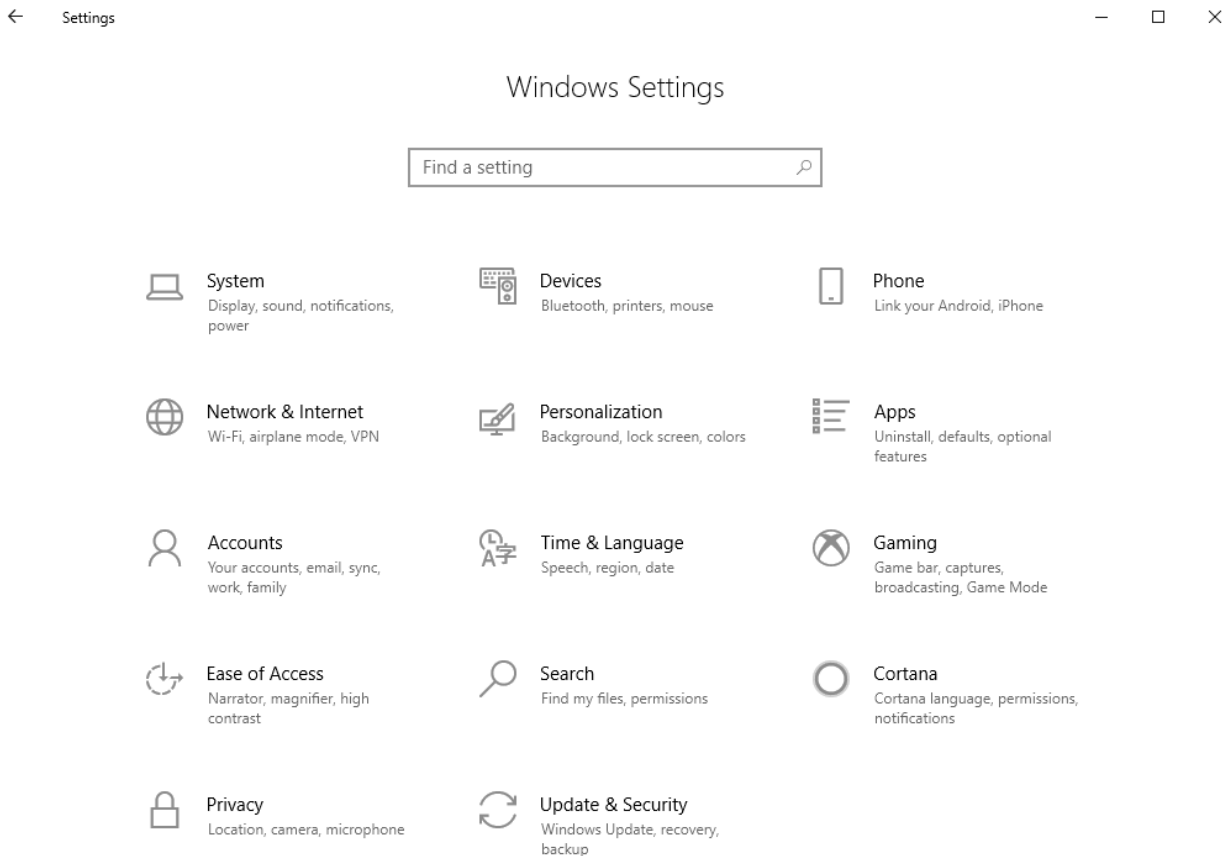 Settings
Windows Settings
Find a setting
System
Display, sound, notifications,
power
Devices
Bluetooth, printers, mouse
Phone
Link your Android, iPhone
Network & Internet
Wi-Fi, airplane mode, VPN
Personalization
Background, lock screen, colors
Apps
Uninstall, defaults, optional
features
Accounts
Your accounts, email, sync,
work, family
Time & Language
Speech, region, date
Gaming
Game bar, captures,
broadcasting, Game Mode
Ease of Access
Narrator, magnifier, high
contrast
Search
Find my files, permissions
Cortana
Cortana language, permissions,
notifications
Privacy
Location, camera, microphone
Update & Security
Windows Update, recovery,
backup